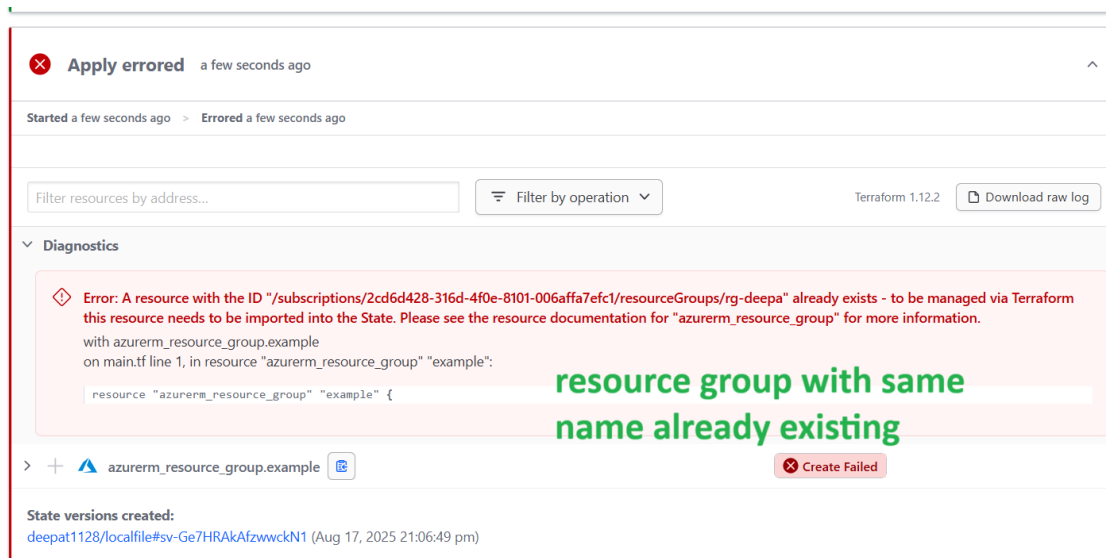 Apply errored a few seconds ago
Started a few seconds ago > Errored a few seconds ago
Filter resources by address...
Filter by operation
Terraform 1.12.2
Download raw log
Diagnostics
Error: A resource with the ID "/subscriptions/2cd6d428-316d-4f0e-8101-006affa7efc1/resourceGroups/rg-deepa" already exists - to be managed via Terraform
this resource needs to be imported into the State. Please see the resource documentation for "azurerm_resource_group" for more information.
with azurerm_resource_group.example
on main.tf line 1, in resource "azurerm_resource_group" "example":
resource "azurerm_resource_group" "example" {
resource group with same
name already existing
azurerm_resource_group.example
Create Failed
State versions created:
deepat1128/localfile#sv-Ge7HRAkAfzwwckN1 (Aug 17, 2025 21:06:49 pm)